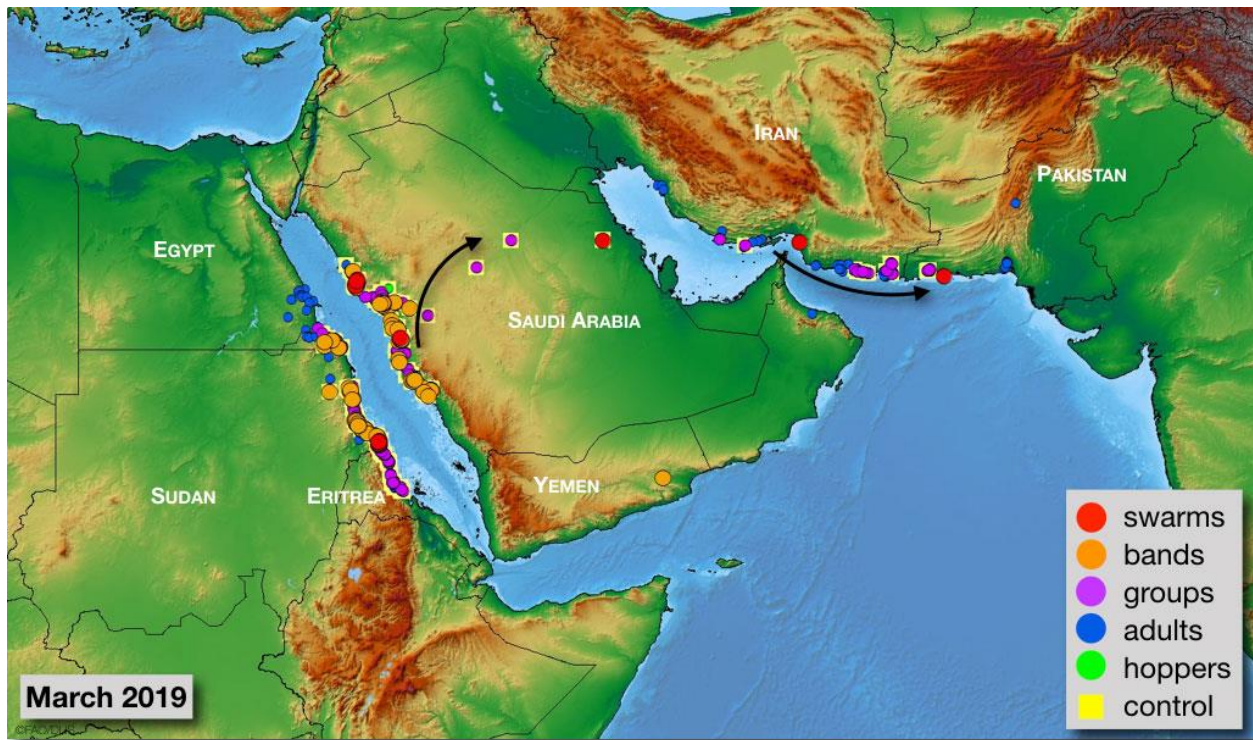 IRAN
PAKISTAN
EGYPT
SAUDI ARABIA
SUDAN
ERITREA
YEMEN
swarms
bands
groups
adults
hoppers
control
March 2019